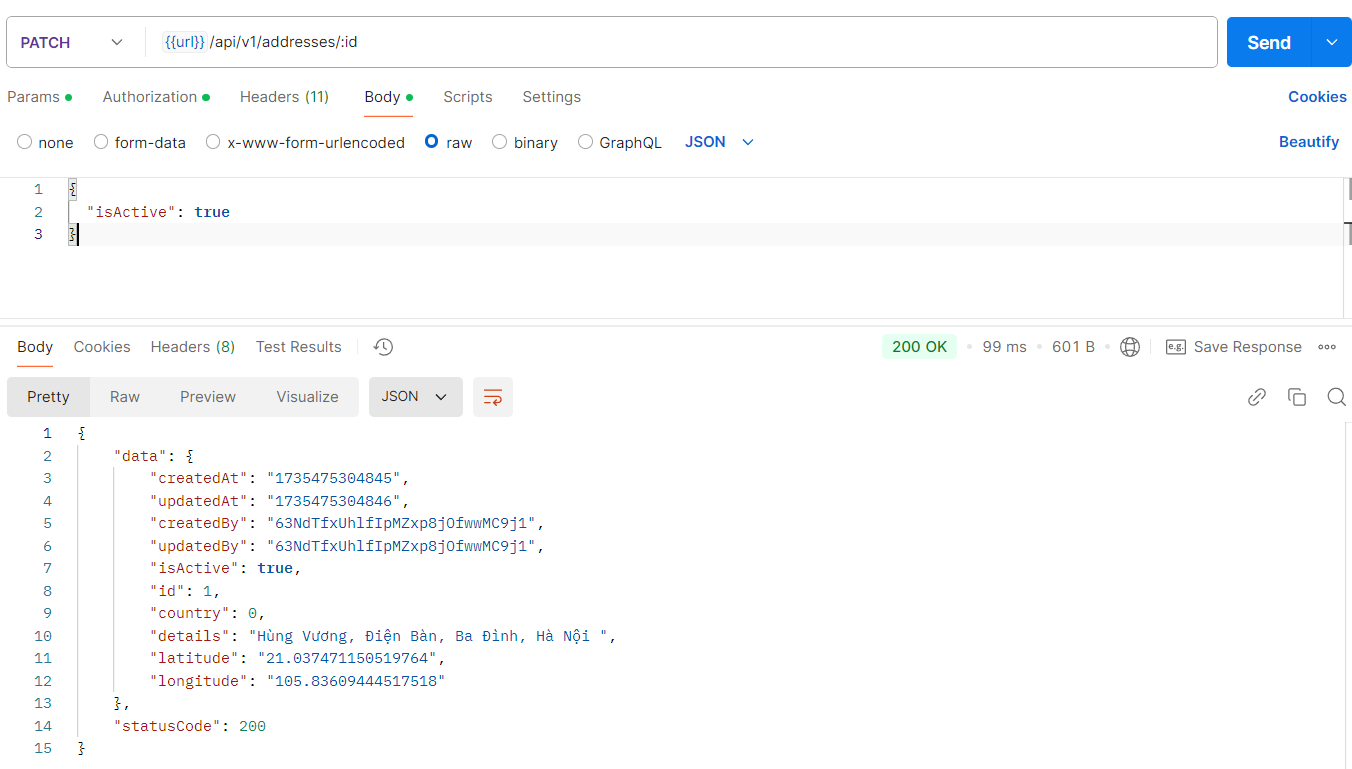 PATCH {{url}} /api/v1/addresses/:id Send
Params Authorization Headers (11) Body Scripts Settings Cookies
none form-data x-www-form-urlencoded raw binary GraphQL JSON Beautify
1 {
2 "isActive": true
3 }
Body Cookies Headers (8) Test Results 200 OK 99 ms 601 B e.g. Save Response
Pretty Raw Preview Visualize JSON
1 {
2 "data": {
3 "createdAt": "1735475304845",
4 "updatedAt": "1735475304846",
5 "createdBy": "63NdTfxUhlfIpMZxp8jOfwwMC9j1",
6 "updatedBy": "63NdTfxUhlfIpMZxp8jOfwwMC9j1",
7 "isActive": true,
8 "id": 1,
9 "country": 0,
10 "details": "Hùng Vương, Điện Bàn, Ba Đình, Hà Nội ",
11 "latitude": "21.037471150519764",
12 "longitude": "105.83609444517518"
13 },
14 "statusCode": 200
15 }